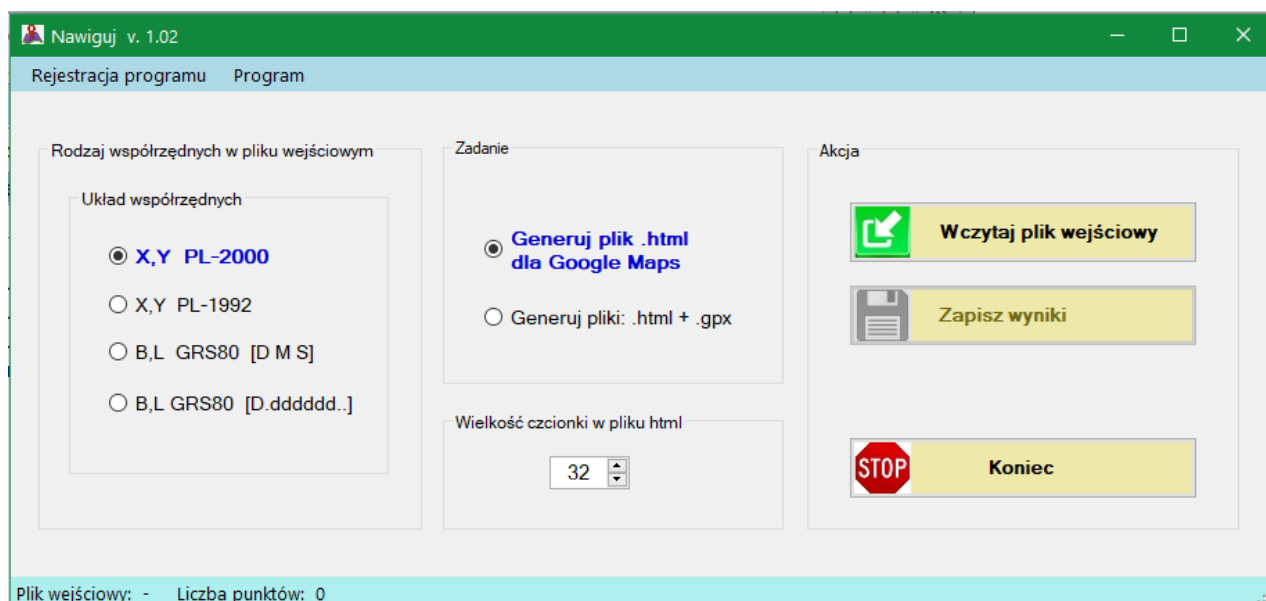 Nawiguj v. 1.02
Rejestracja programu Program
Rodzaj współrzędnych w pliku wejściowym
Układ współrzędnych
X,Y PL-2000
X,Y PL-1992
B,L GRS80 [D M S]
B,L GRS80 [D.dddddd..]
Zadanie
Generuj plik .html
dla Google Maps
Generuj pliki: .html + .gpx
Wielkość czcionki w pliku html
32
Akcja
Wczytaj plik wejściowy
Zapisz wyniki
STOP Koniec
Plik wejściowy: - Liczba punktów: 0